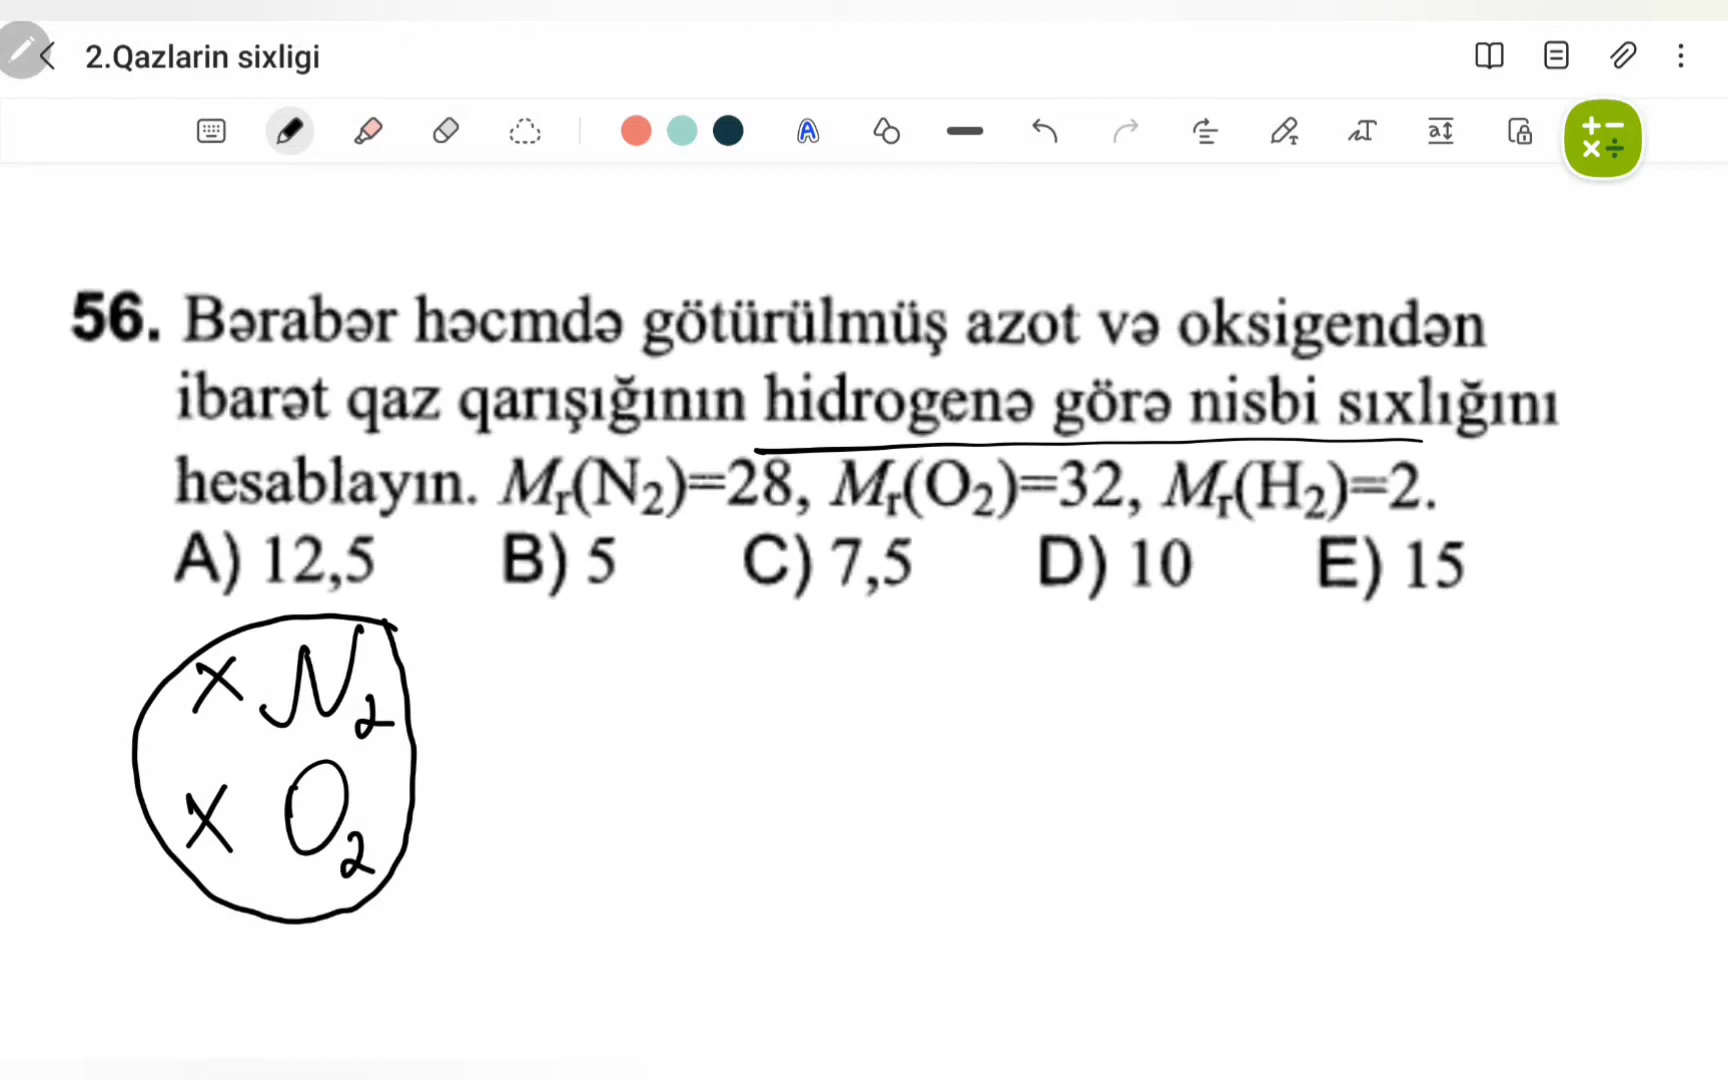 2.Qazlarin sixligi
56. Bərabər həcmdə götürülmüş azot və oksigendən
ibarət qaz qarışığının hidrogenə görə nisbi sıxlığını
hesablayın. Mr(N2)=28, Mr(O2)=32, Mr(H2)=2.
A) 12,5 B) 5 C) 7,5 D) 10 E) 15
x N2
x O2